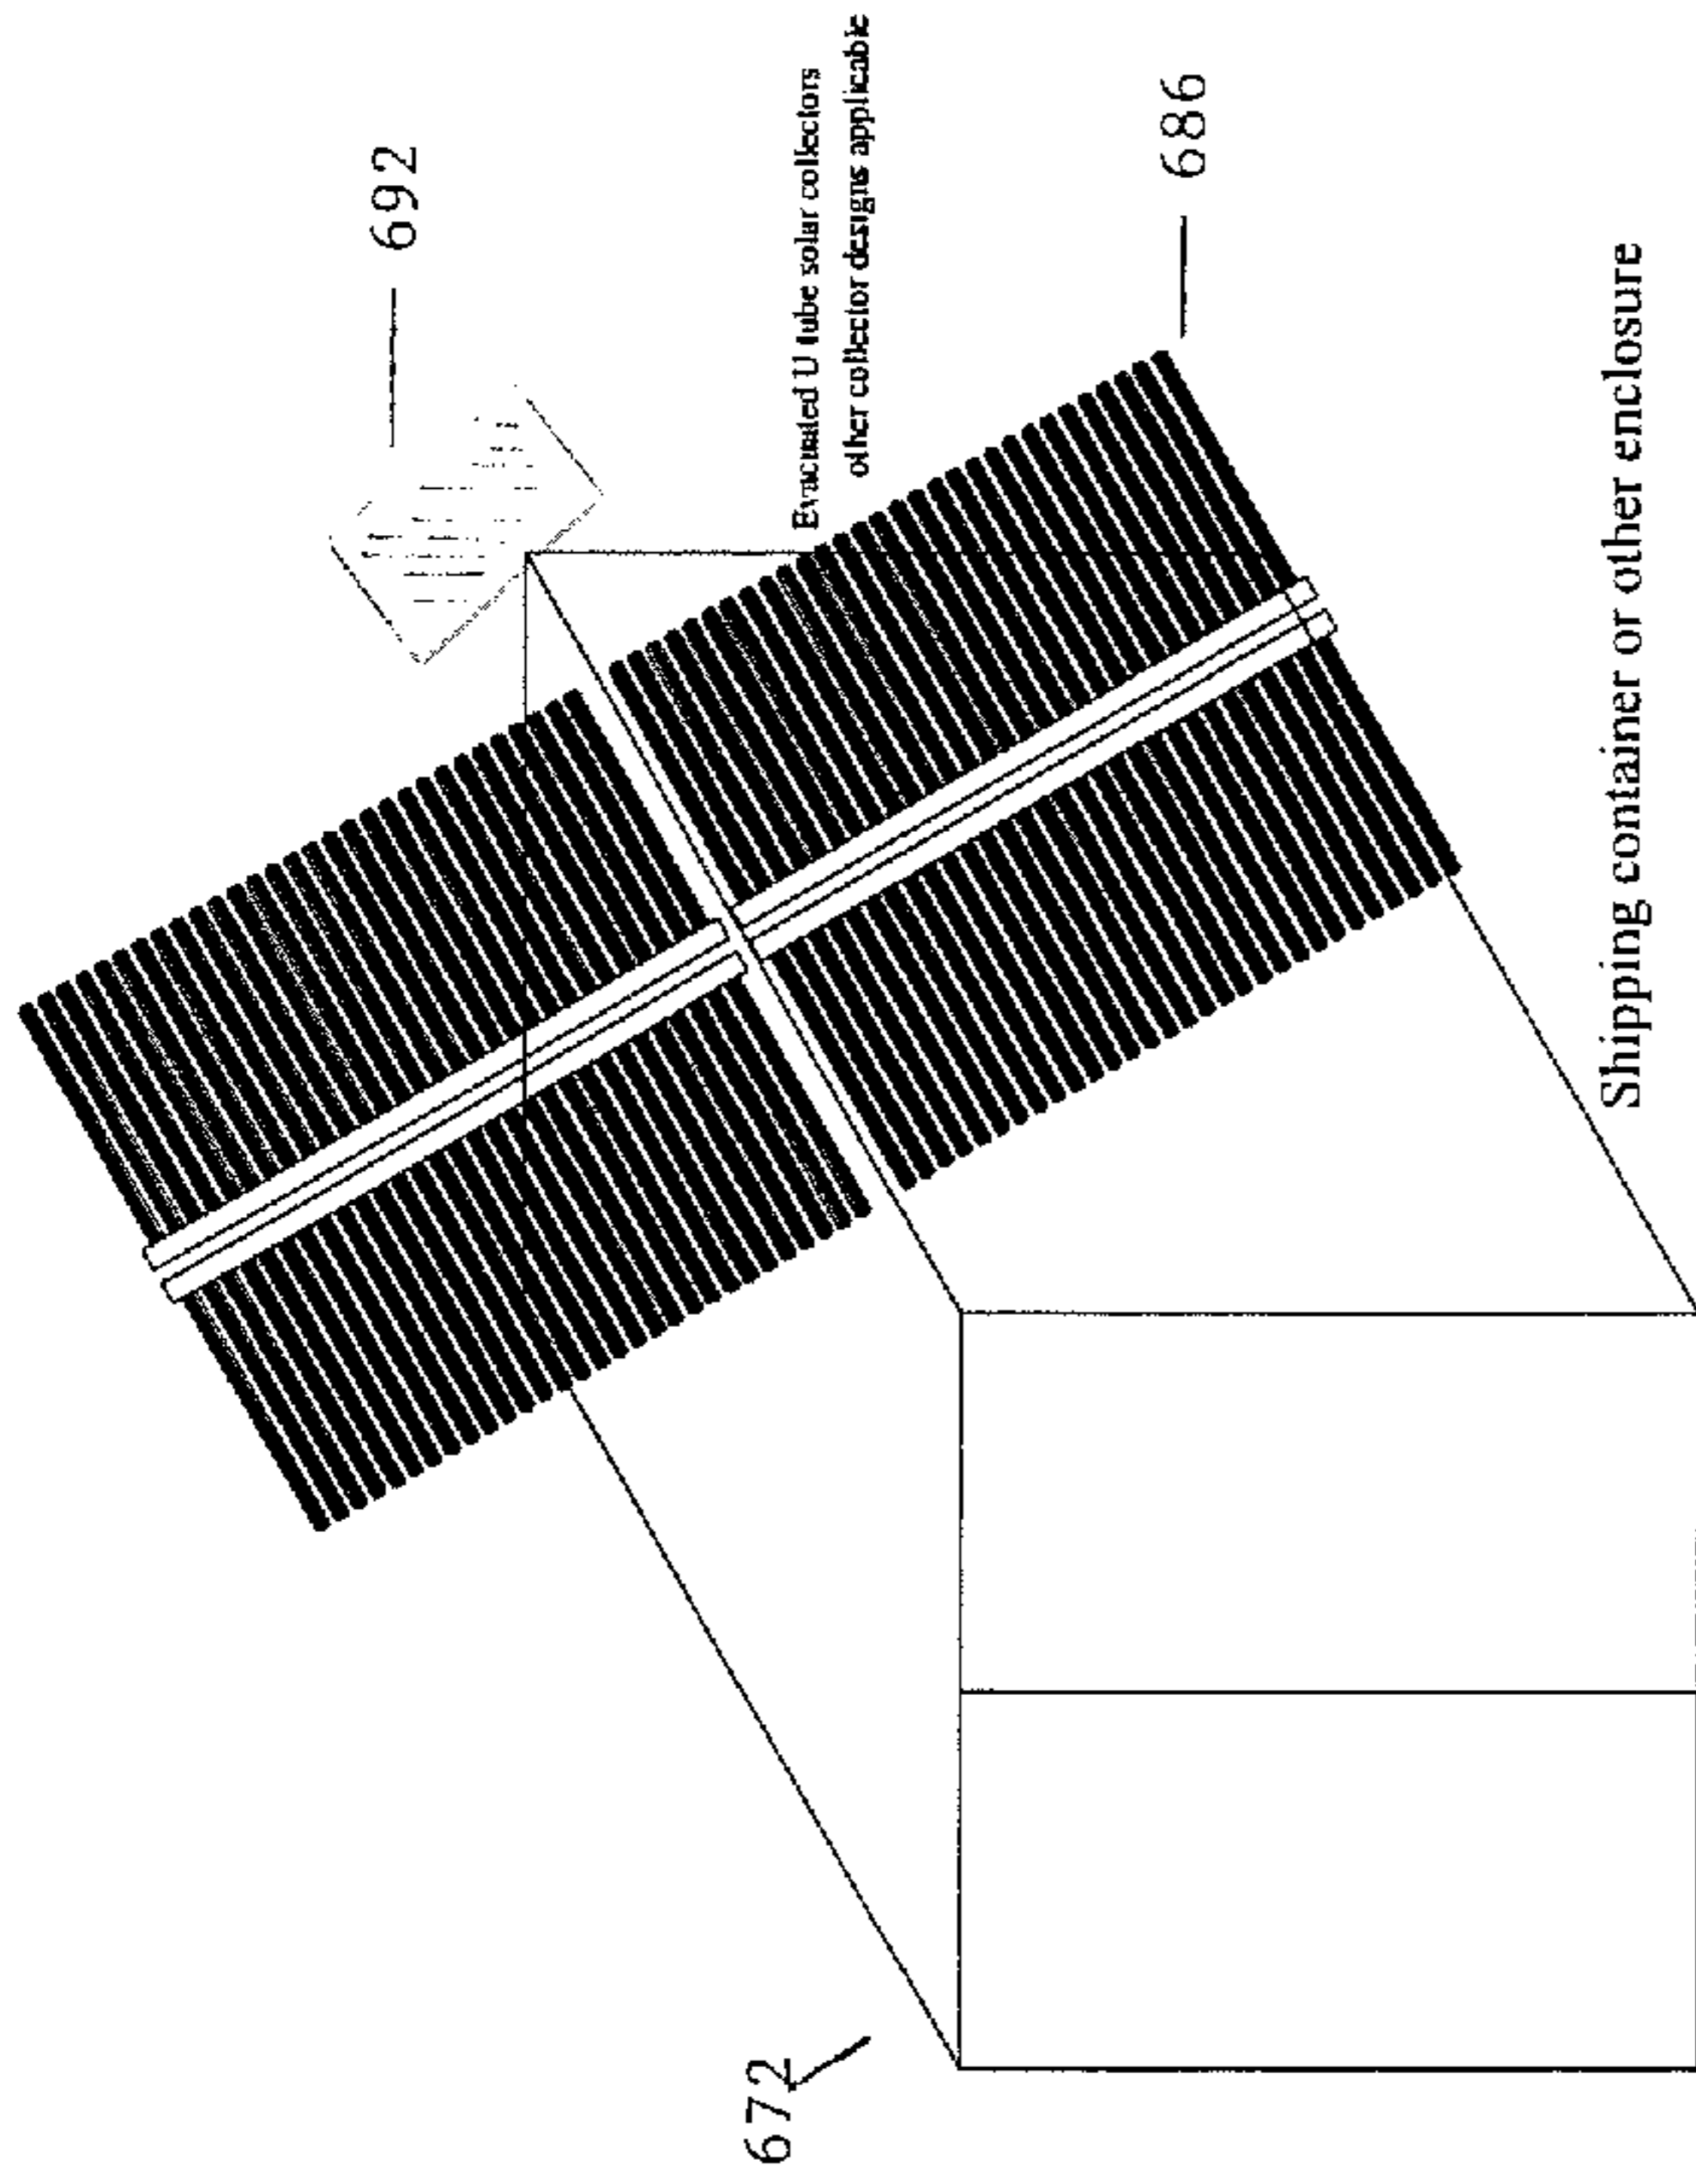 692
Evacuated U tube solar collectors
other collector designs applicable
686
672
Shipping container or other enclosure